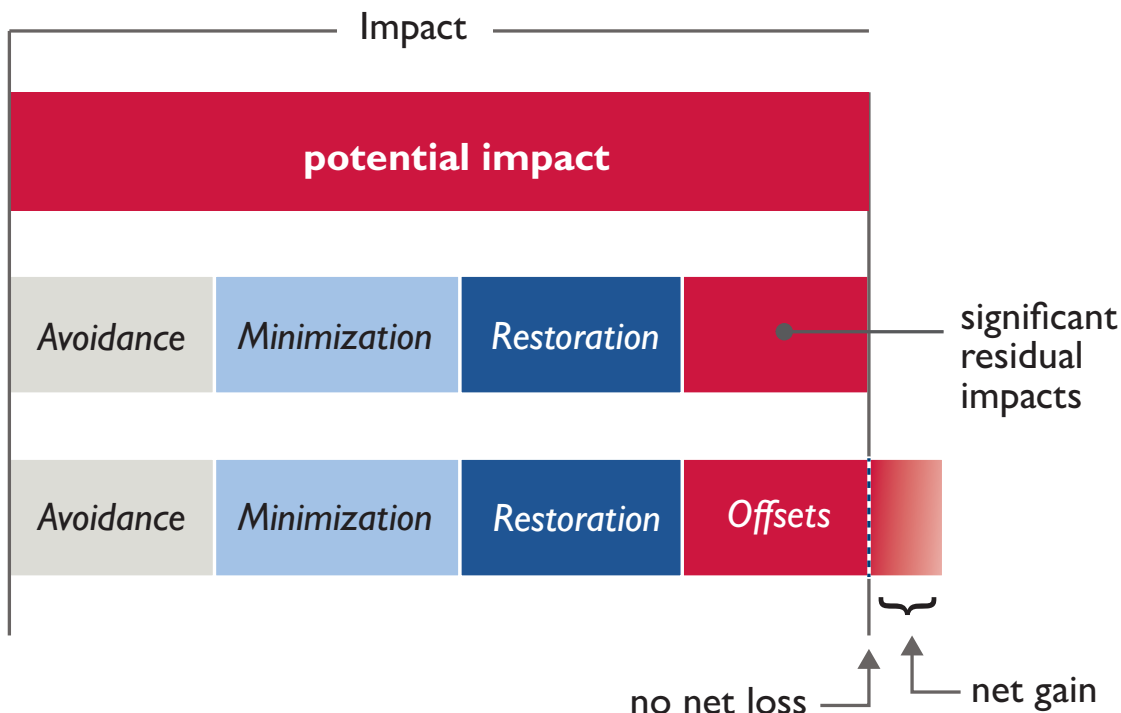 Impact
potential impact
Avoidance Minimization Restoration
significant
residual
impacts
Avoidance Minimization Restoration Offsets
no net loss
net gain